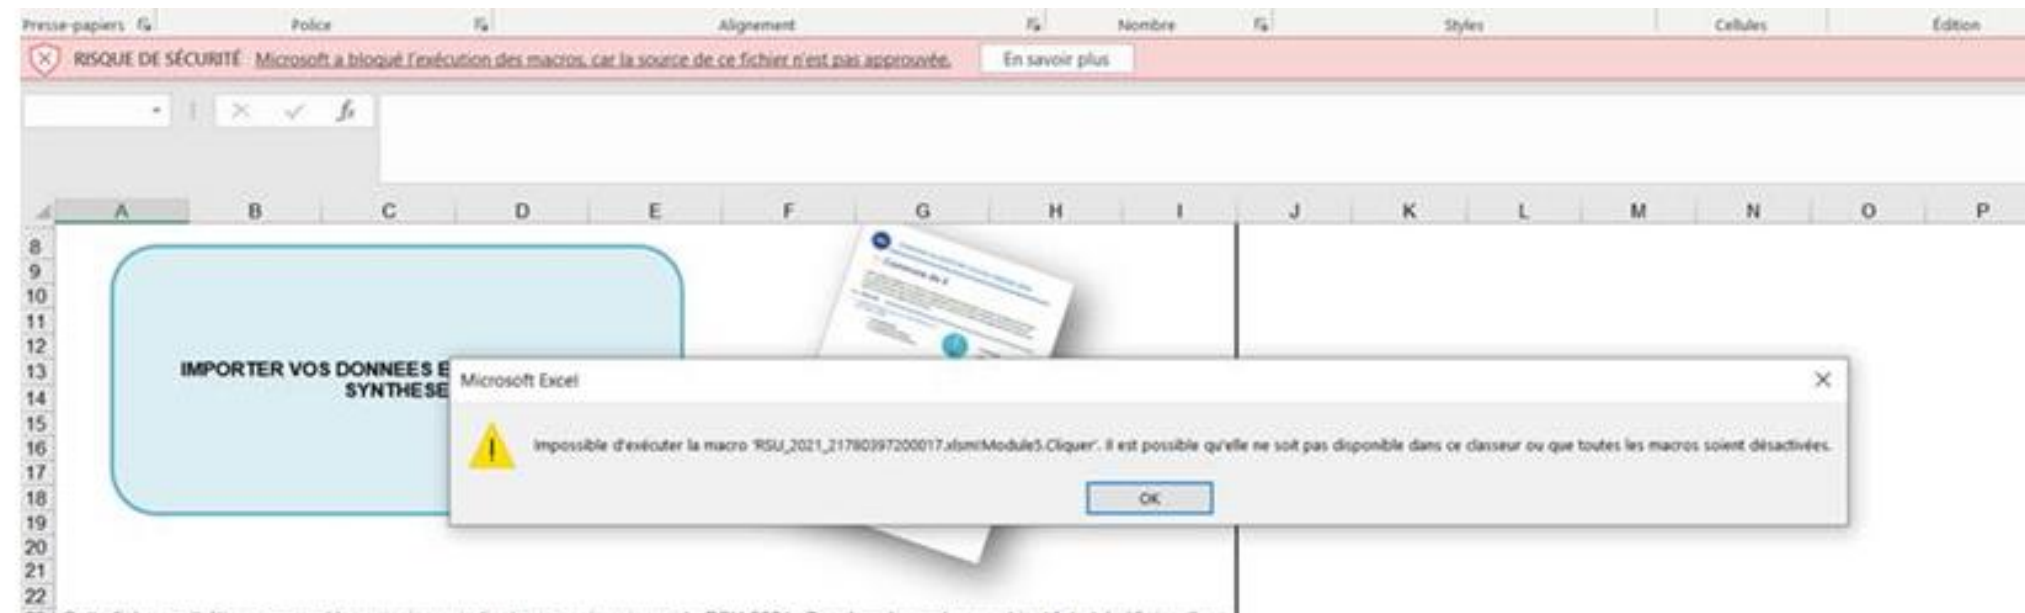 Presse-papiers Police Alignement Nombre Styles Cellules Édition
RISQUE DE SÉCURITÉ Microsoft a bloqué l'exécution des macros, car la source de ce fichier n'est pas approuvée. En savoir plus
fx
A B C D E F G H I J K L M N O P
8
9
10
11
12
13
14
15
16
17
18
19
20
21
22
Commune de
IMPORTER VOS DONNEES E
SYNTHESE
Microsoft Excel
Impossible d'exécuter la macro 'RSU_2021_21780397200017.xlsm!Module5.Cliquer'. Il est possible qu'elle ne soit pas disponible dans ce classeur ou que toutes les macros soient désactivées.
OK